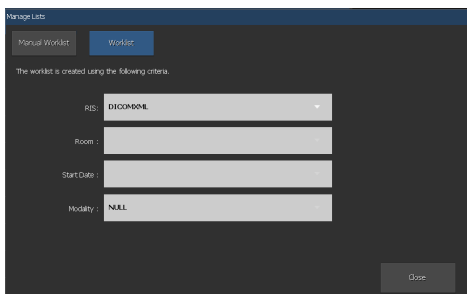 Manage Lists
Manual Worklist
Worklist
The worklist is created using the following criteria.
RIS: DICOMXML
Room :
Start Date :
Modality : NULL
Close